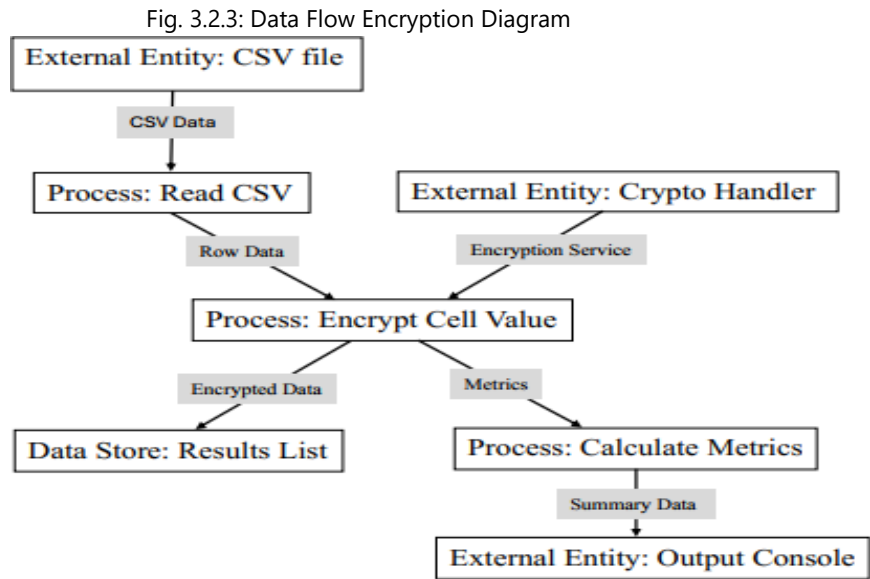 Fig. 3.2.3: Data Flow Encryption Diagram
External Entity: CSV file
CSV Data
Process: Read CSV
External Entity: Crypto Handler
Row Data
Encryption Service
Process: Encrypt Cell Value
Encrypted Data
Metrics
Data Store: Results List
Process: Calculate Metrics
Summary Data
External Entity: Output Console